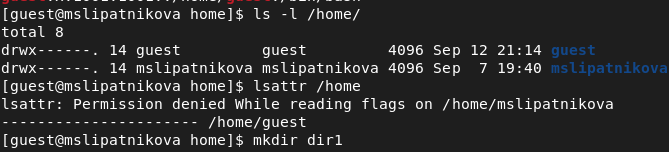 [guest@mslipatnikova home]$ ls -l /home/
total 8
drwx------. 14 guest         guest         4096 Sep 12 21:14 guest
drwx------. 14 mslipatnikova mslipatnikova 4096 Sep  7 19:40 mslipatnikova
[guest@mslipatnikova home]$ lsattr /home
lsattr: Permission denied While reading flags on /home/mslipatnikova
---------------------- /home/guest
[guest@mslipatnikova home]$ mkdir dir1